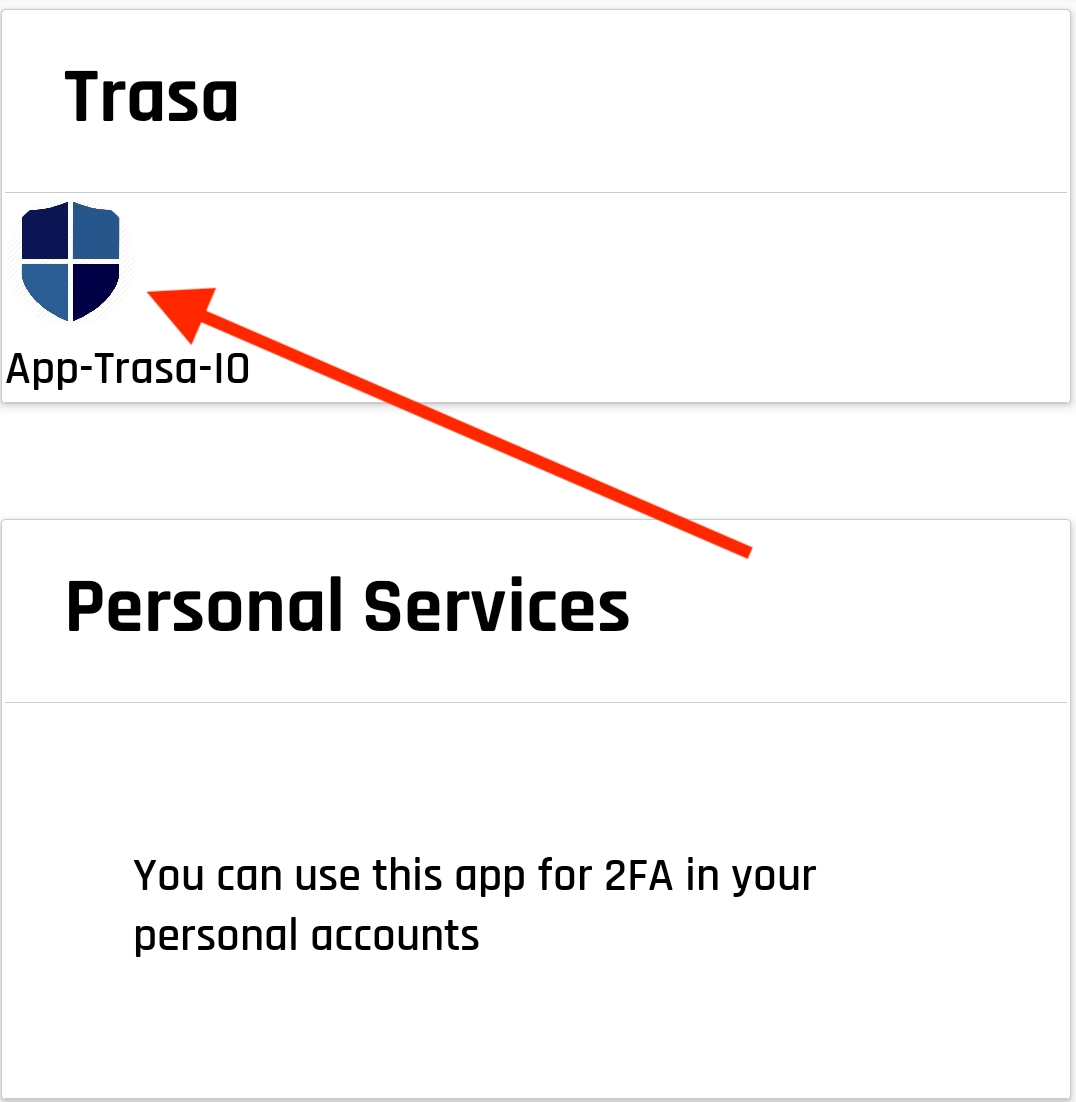 Trasa
App-Trasa-IO
Personal Services
You can use this app for 2FA in your
personal accounts